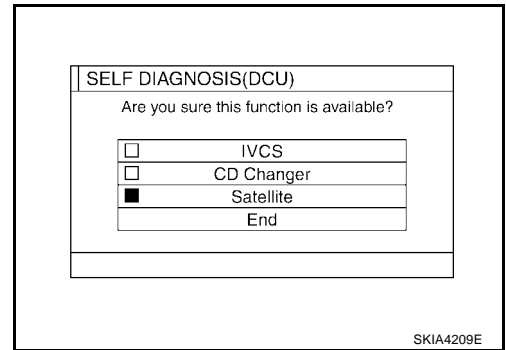 SELF DIAGNOSIS(DCU)
Are you sure this function is available?
IVCS
CD Changer
Satellite
End
SKIA4209E